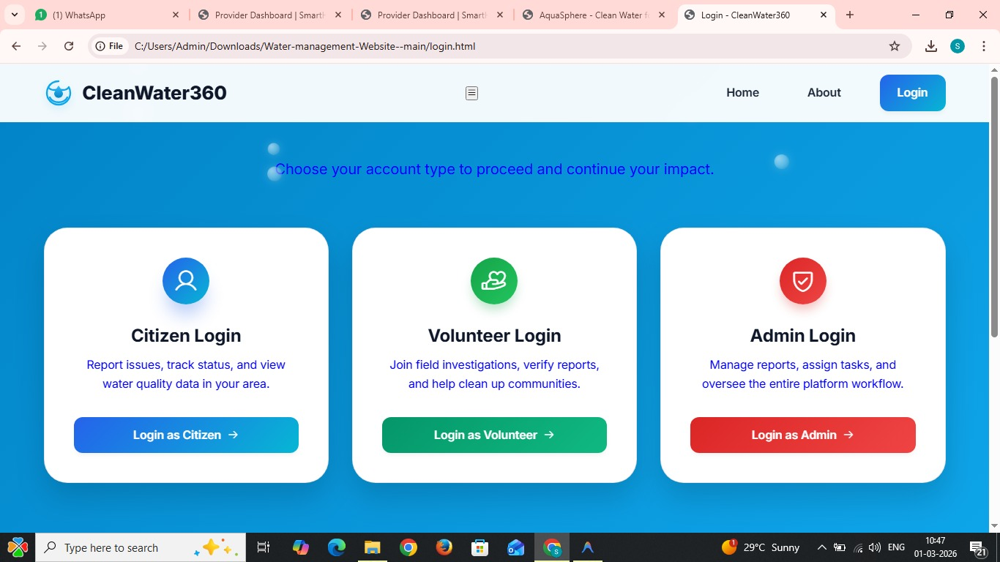 1
(1) WhatsApp
Provider Dashboard | SmartH
Provider Dashboard | SmartH
AquaSphere - Clean Water f
Login - CleanWater360
File
C:/Users/Admin/Downloads/Water-management-Website--main/login.html
S
CleanWater360
Home
About
Login
Choose your account type to proceed and continue your impact.
Citizen Login
Report issues, track status, and view
water quality data in your area.
Login as Citizen →
Volunteer Login
Join field investigations, verify reports,
and help clean up communities.
Login as Volunteer →
Admin Login
Manage reports, assign tasks, and
oversee the entire platform workflow.
Login as Admin →
Type here to search
S
1
29°C Sunny
ENG
10:47
01-03-2026
21